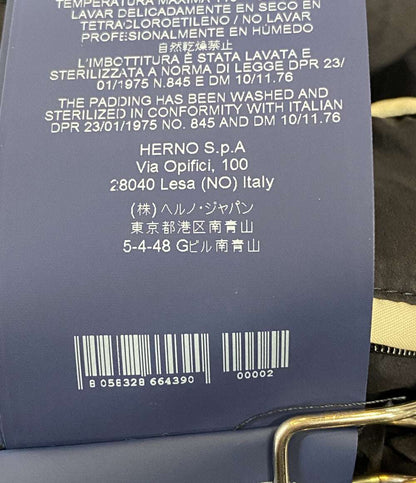 TEMPERATURA MÁXIMA 110
LAVAR DELICADAMENTE EN SECO EN
TETRACLOROETILENO / NO LAVAR
PROFESIONALMENTE EN HÚMEDO
自然乾燥禁止
L'IMBOTTITURA È STATA LAVATA E
STERILIZZATA A NORMA DI LEGGE DPR 23/
01/1975 N.845 E DM 10/11.76
THE PADDING HAS BEEN WASHED AND
STERILIZED IN CONFORMITY WITH ITALIAN
DPR 23/01/1975 NO. 845 AND DM 10/11.76
HERNO S.p.A
Via Opifici, 100
28040 Lesa (NO) Italy
(株)ヘルノ・ジャパン
東京都港区南青山
5-4-48 Gビル南青山
8 058328 664390
00002